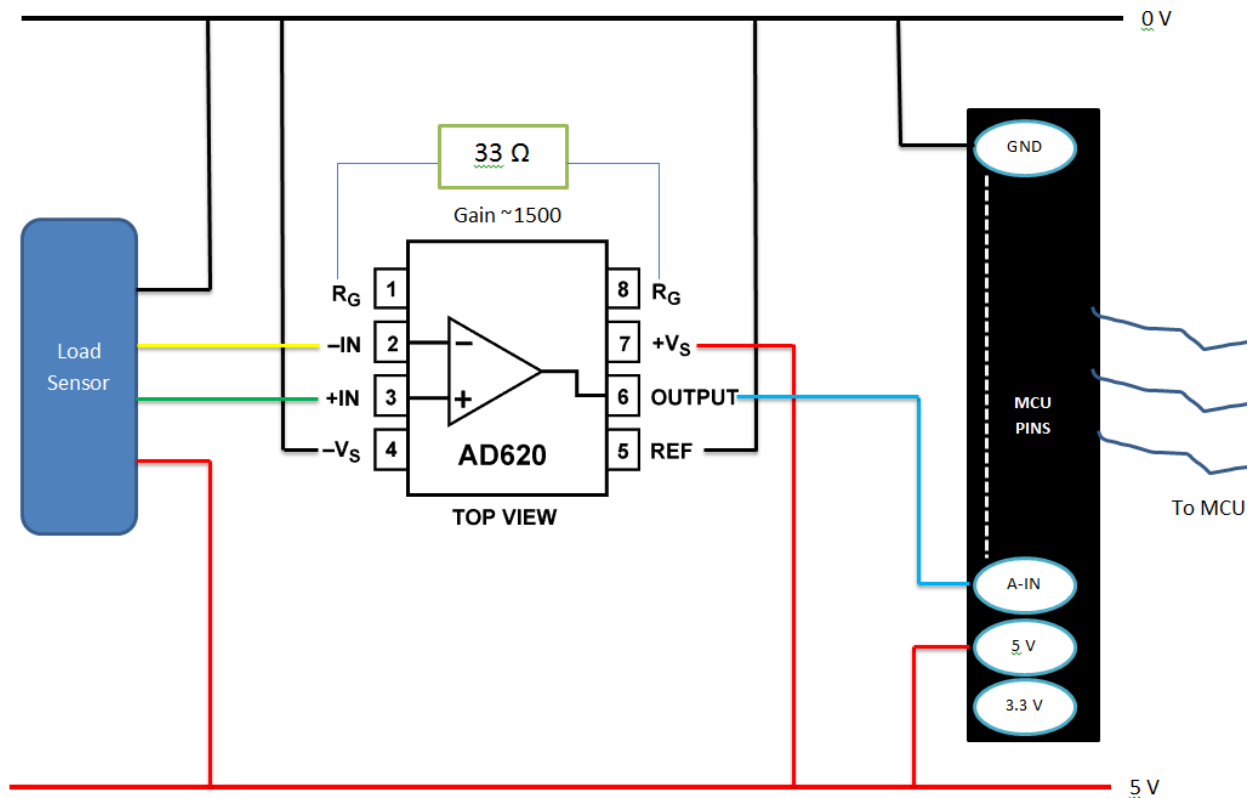 0 V
33 Ω
Gain ~1500
GND
Load
Sensor
RG 1
8 RG
–IN 2
7 +VS
+IN 3
6 OUTPUT
–VS 4
5 REF
AD620
TOP VIEW
MCU
PINS
To MCU
A-IN
5 V
3.3 V
5 V